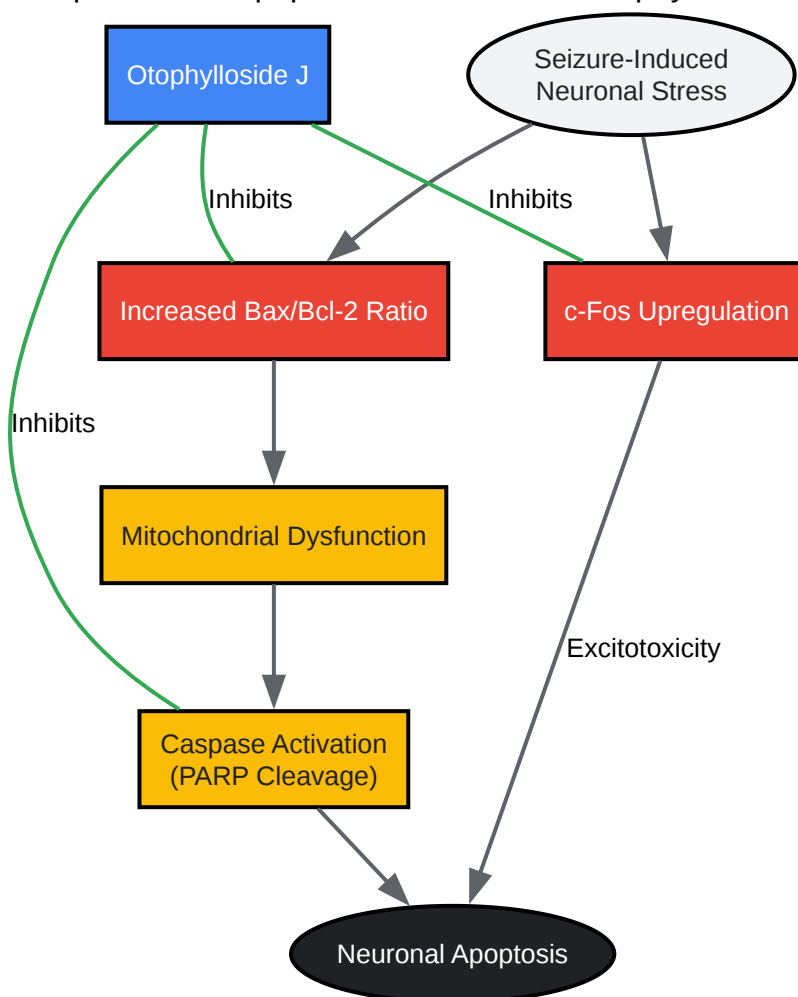 Otophylloside J
Seizure-Induced
Neuronal Stress
Inhibits
Inhibits
Increased Bax/Bcl-2 Ratio
c-Fos Upregulation
Inhibits
Mitochondrial Dysfunction
Excitotoxicity
Caspase Activation
(PARP Cleavage)
Neuronal Apoptosis